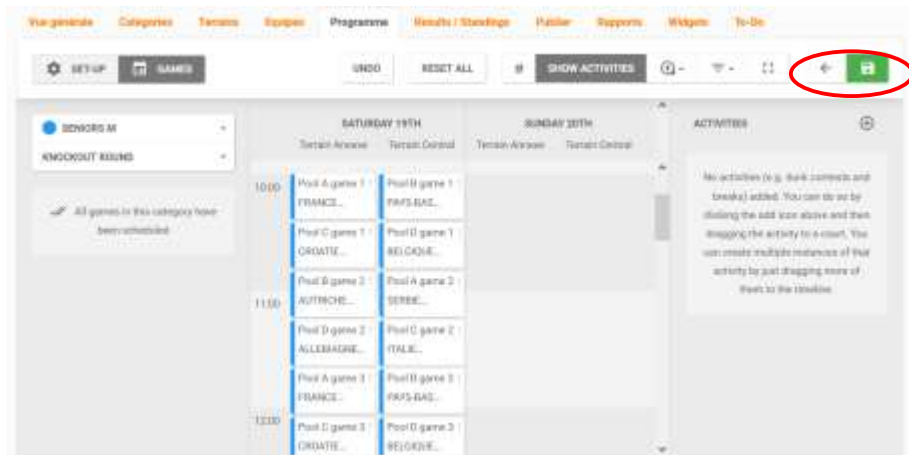 Vue générale Categories Terrains Equipes Programme Results / Standings Publier Rapports Widgets To-Do
SET-UP GAMES UNDO RESET ALL # SHOW ACTIVITIES
SENIORS M
KNOCKOUT ROUND
All games in this category have
been scheduled
SATURDAY 19TH SUNDAY 20TH
Terrain Annexe Terrain Central Terrain Annexe Terrain Central
10:00
Pool A game 1 Pool B game 1
FRANCE... PAYS-BAS...
Pool C game 1 Pool D game 1
CROATIE... BELGIQUE...
11:00
Pool B game 2 Pool A game 2
AUTRICHE... SERBIE...
Pool D game 2 Pool C game 2
ALLEMAGNE... ITALIE...
Pool A game 3 Pool B game 3
FRANCE... PAYS-BAS...
12:00
Pool C game 3 Pool D game 3
CROATIE... BELGIQUE...
ACTIVITIES
No activities (e.g. dunk contests and
breaks) added. You can do so by
clicking the add icon above and then
dragging the activity to a court. You
can create multiple instances of that
activity by just dragging more of
them to the timeline.